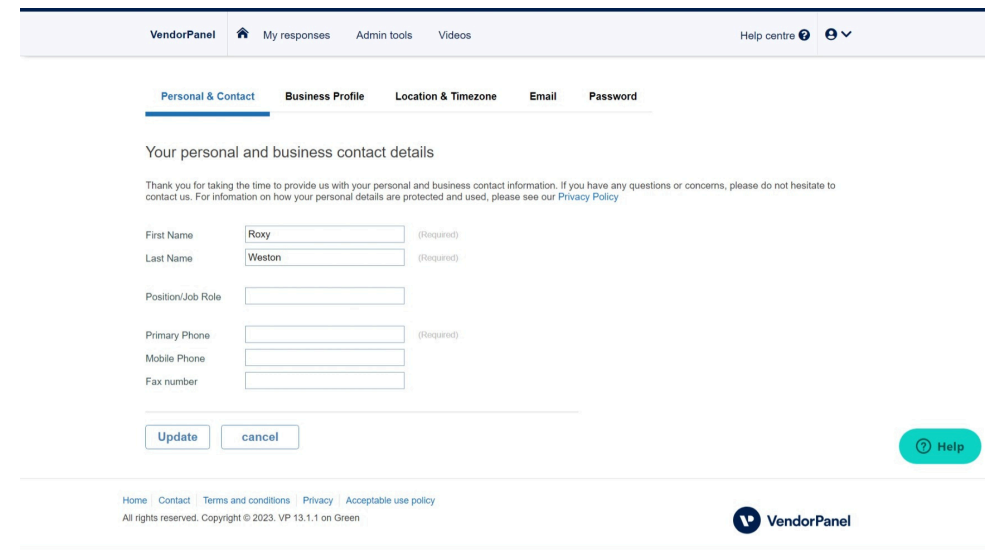 VendorPanel My responses Admin tools Videos Help centre ?
Personal & Contact Business Profile Location & Timezone Email Password
Your personal and business contact details
Thank you for taking the time to provide us with your personal and business contact information. If you have any questions or concerns, please do not hesitate to
contact us. For infomation on how your personal details are protected and used, please see our Privacy Policy
First Name Roxy (Required)
Last Name Weston (Required)
Position/Job Role
Primary Phone (Required)
Mobile Phone
Fax number
Update cancel
? Help
Home Contact Terms and conditions Privacy Acceptable use policy
All rights reserved. Copyright © 2023. VP 13.1.1 on Green
VendorPanel